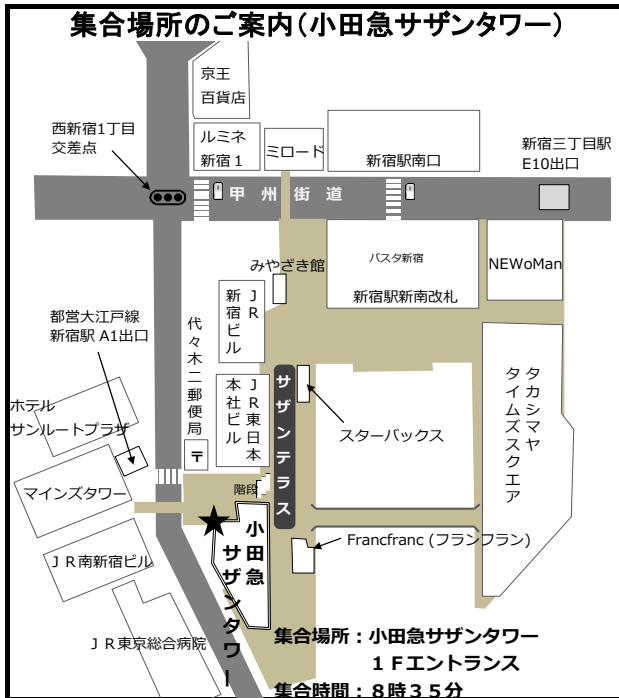 集合場所のご案内（小田急サザンタワー）
京王
百貨店
西新宿1丁目
交差点
ルミネ
新宿１
ミロード
新宿駅南口
新宿三丁目駅
E10出口
甲州街道
みやざき館
バスタ新宿
新宿駅新南改札
NEWoMan
ＪＲ
新宿ビル
都営大江戸線
新宿駅 A1出口
代々木二郵便局
〒
ＪＲ東日本
本社ビル
サザンテラス
スターバックス
タカシマヤ
タイムズスクエア
ホテル
サンルートプラザ
マインズタワー
階段
小田急
サザンタワー
Francfranc (フランフラン)
ＪＲ南新宿ビル
ＪＲ東京総合病院
集合場所：小田急サザンタワー
１Ｆエントランス
集合時間：８時３５分